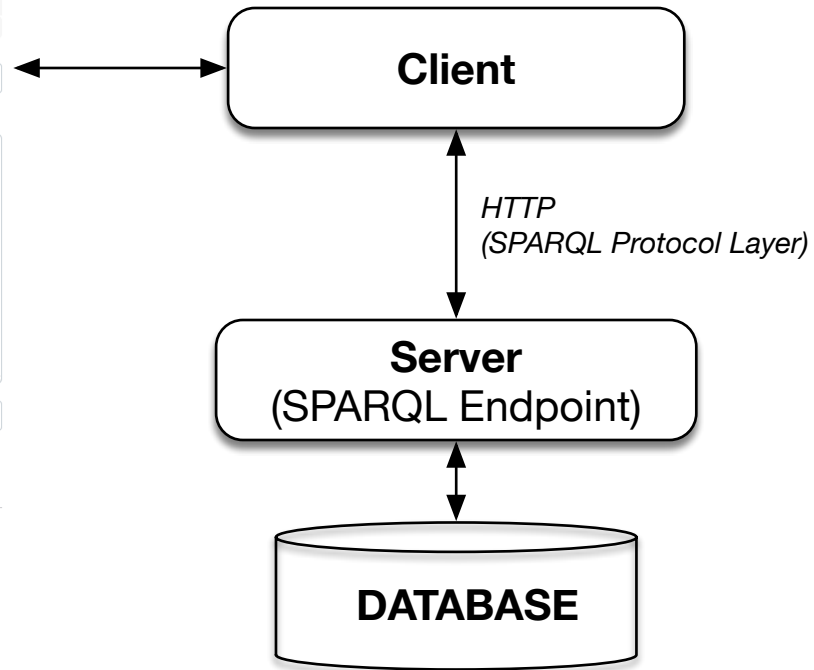 Client
HTTP
(SPARQL Protocol Layer)
Server
(SPARQL Endpoint)
DATABASE